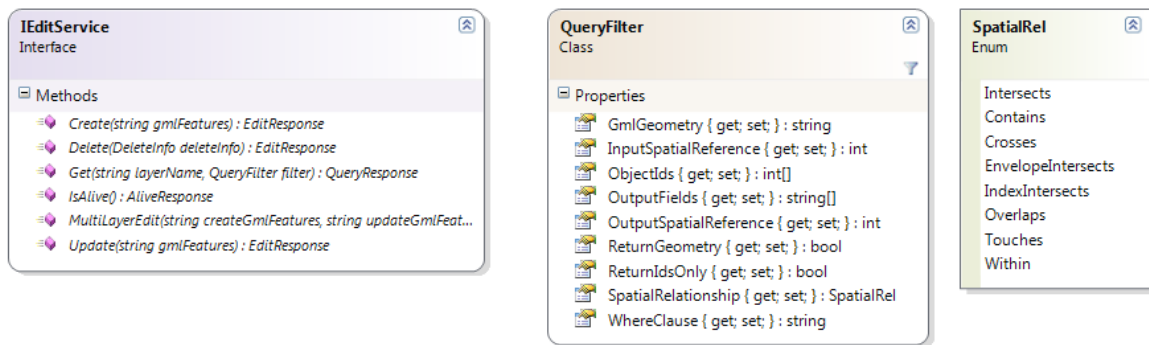 IEditService
Interface
Methods
Create(string gmlFeatures) : EditResponse
Delete(DeleteInfo deleteInfo) : EditResponse
Get(string layerName, QueryFilter filter) : QueryResponse
IsAlive() : AliveResponse
MultiLayerEdit(string createGmlFeatures, string updateGmlFeat...
Update(string gmlFeatures) : EditResponse
QueryFilter
Class
Properties
GmlGeometry { get; set; } : string
InputSpatialReference { get; set; } : int
ObjectIds { get; set; } : int[]
OutputFields { get; set; } : string[]
OutputSpatialReference { get; set; } : int
ReturnGeometry { get; set; } : bool
ReturnIdsOnly { get; set; } : bool
SpatialRelationship { get; set; } : SpatialRel
WhereClause { get; set; } : string
SpatialRel
Enum
Intersects
Contains
Crosses
EnvelopeIntersects
IndexIntersects
Overlaps
Touches
Within